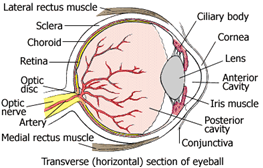 Lateral rectus muscle
Sclera
Choroid
Retina
Optic
disc
Optic
nerve
Artery
Medial rectus muscle
Ciliary body
Cornea
Lens
Anterior
Cavity
Iris muscle
Posterior
cavity
Conjunctiva
Transverse (horizontal) section of eyeball